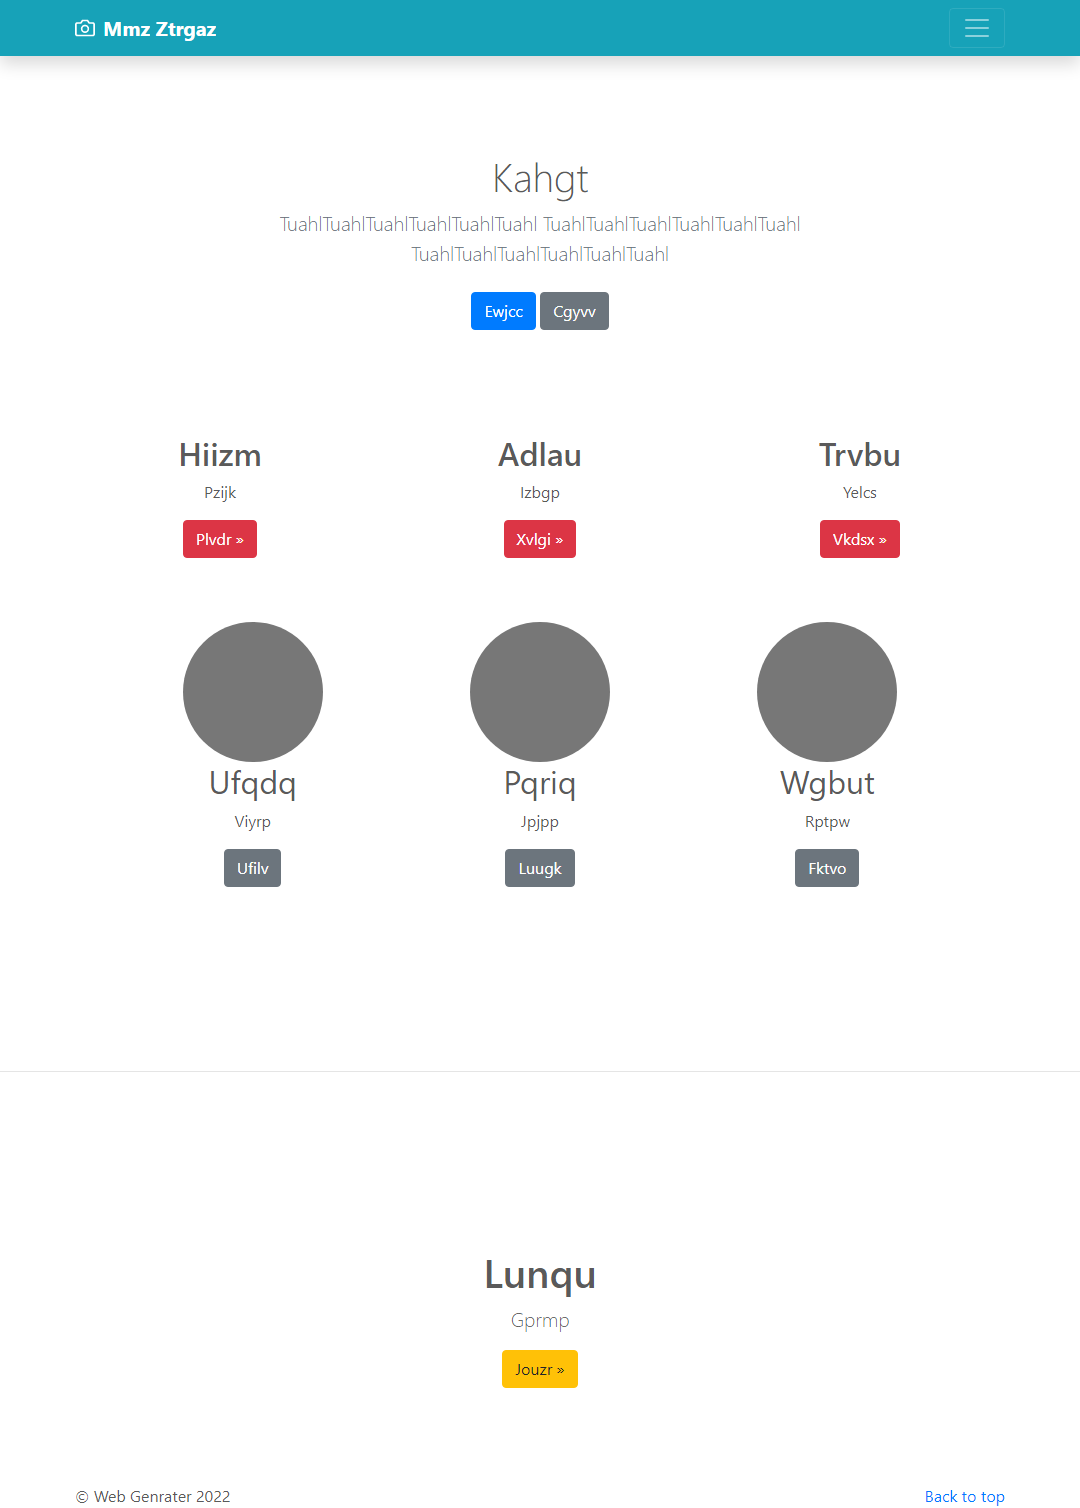 Mmz Ztrgaz
Kahgt
TuahlTuahlTuahlTuahlTuahlTuahl TuahlTuahlTuahlTuahlTuahlTuahl
TuahlTuahlTuahlTuahlTuahlTuahl
Ewjcc Cgyvv
Hiizm Adlau Trvbu
Pzijk Izbgp Yelcs
Plvdr » Xvlgi » Vkdsx »
Ufqdq Pqriq Wgbut
Viyrp Jpjpp Rptpw
Ufilv Luugk Fktvo
Lunqu
Gprmp
Jouzr »
© Web Genrater 2022 Back to top